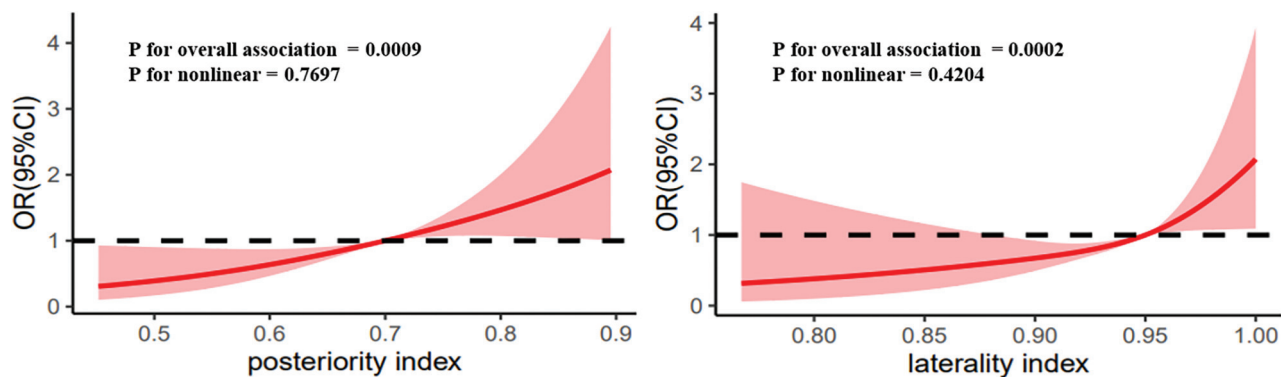 P for overall association = 0.0009
P for nonlinear = 0.7697
OR(95%CI)
4
3
2
1
0
0.5 0.6 0.7 0.8 0.9
posteriority index
P for overall association = 0.0002
P for nonlinear = 0.4204
OR(95%CI)
4
3
2
1
0
0.80 0.85 0.90 0.95 1.00
laterality index